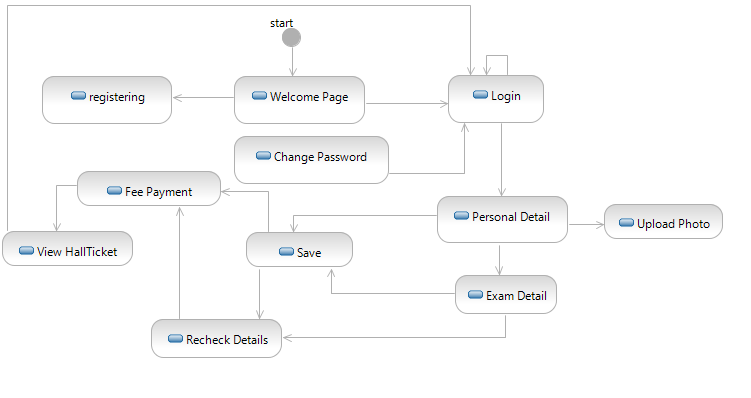 start
registering
Welcome Page
Login
Change Password
Fee Payment
Personal Detail
Upload Photo
View HallTicket
Save
Exam Detail
Recheck Details